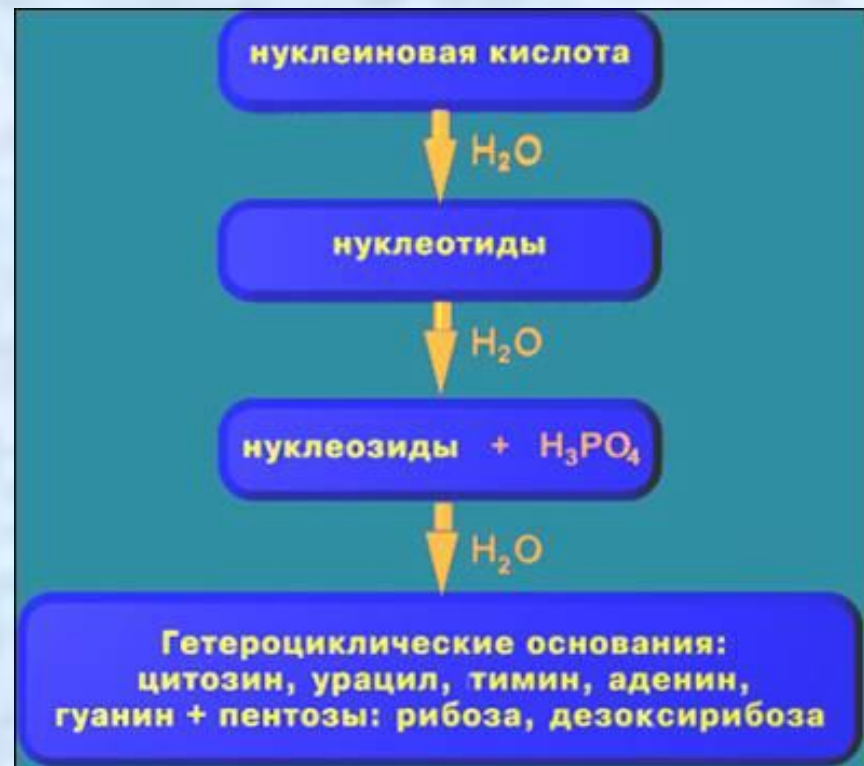 нуклеиновая кислота
H₂O
нуклеотиды
H₂O
нуклеозиды + H₃PO₄
H₂O
Гетероциклические основания:
цитозин, урацил, тимин, аденин,
гуанин + пентозы: рибоза, дезоксирибоза